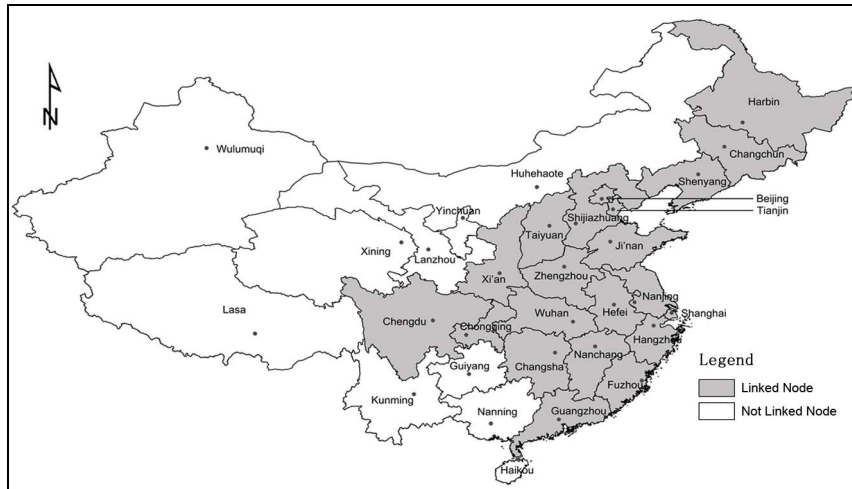 N
Harbin
Changchun
Wulumuqi
Shenyang
Huhehaote
Beijing
Tianjin
Yinchuan
Shijiazhuang
Taiyuan
Ji'nan
Xining
Lanzhou
Xi'an
Zhengzhou
Nanjing
Lasa
Hefei
Shanghai
Wuhan
Chengdu
Chongqing
Hangzhou
Nanchang
Legend
Changsha
Guiyang
Fuzhou
Linked Node
Kunming
Nanning
Guangzhou
Not Linked Node
Haikou